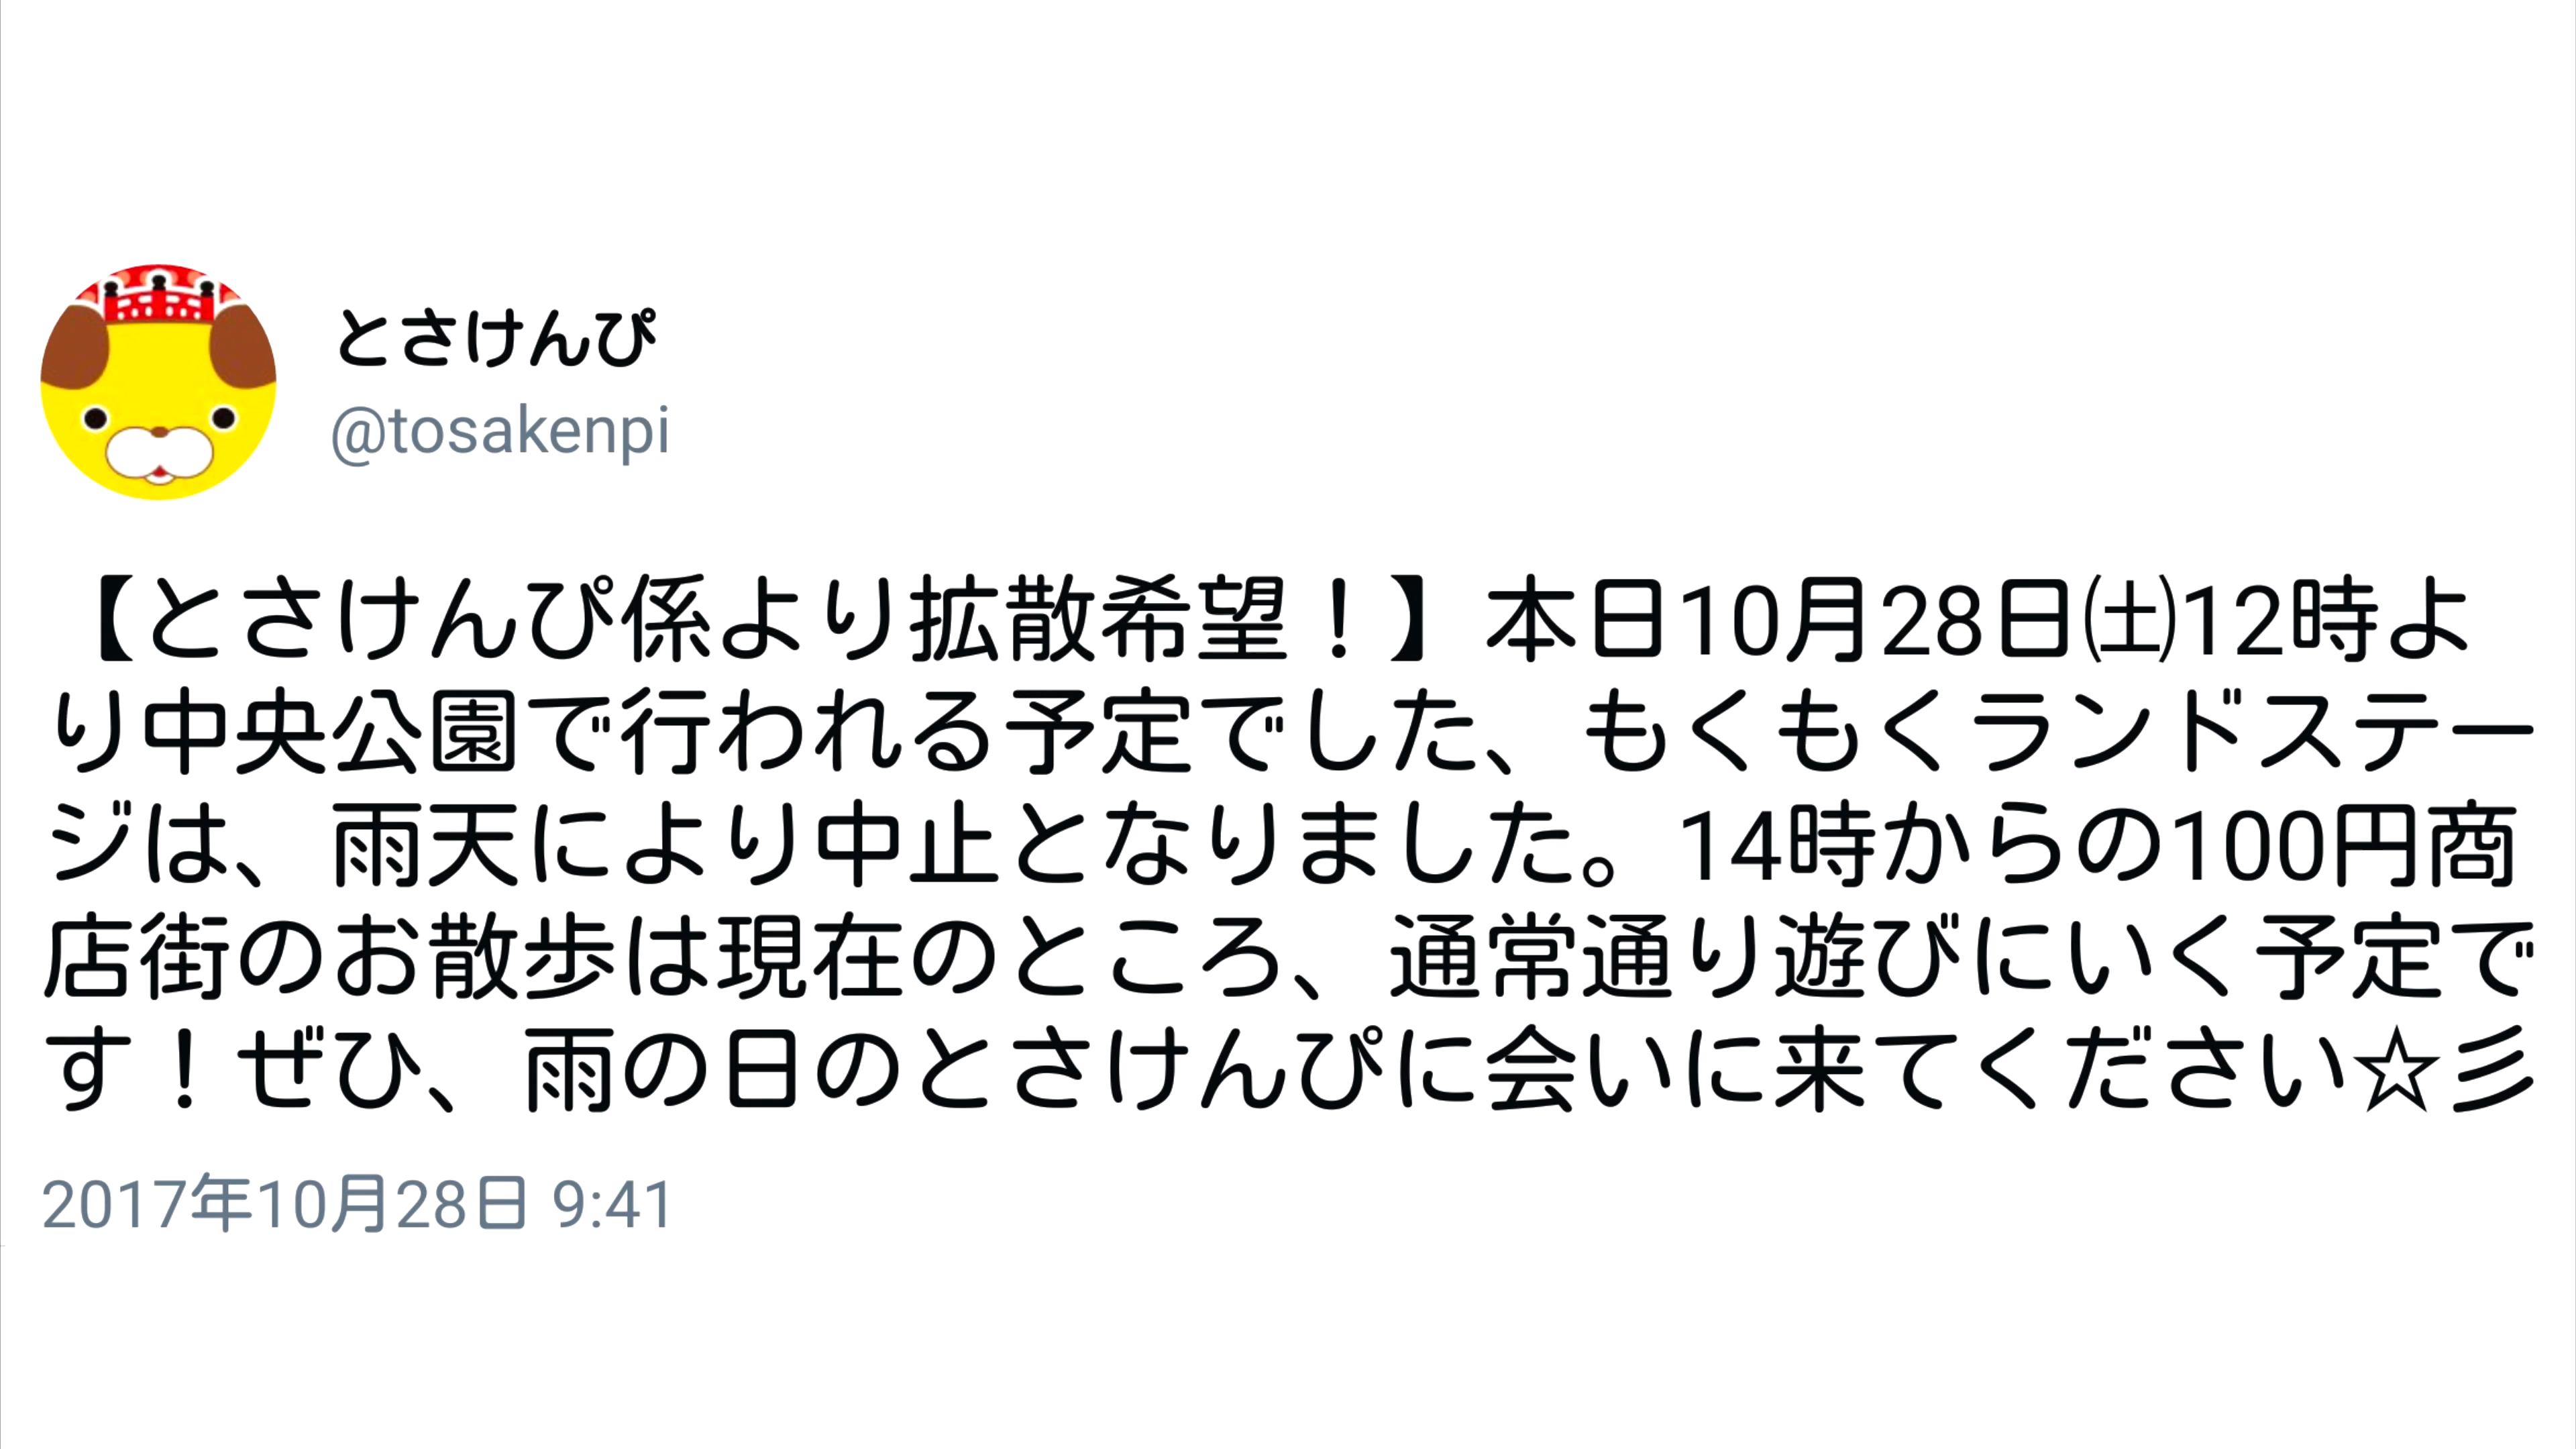 とさけんぴ
@tosakenpi
【とさけんぴ係より拡散希望！】本日10月28日㈯12時よ
り中央公園で行われる予定でした、もくもくランドステー
ジは、雨天により中止となりました。14時からの100円商
店街のお散歩は現在のところ、通常通り遊びにいく予定で
す！ぜひ、雨の日のとさけんぴに会いに来てください☆彡
2017年10月28日 9:41